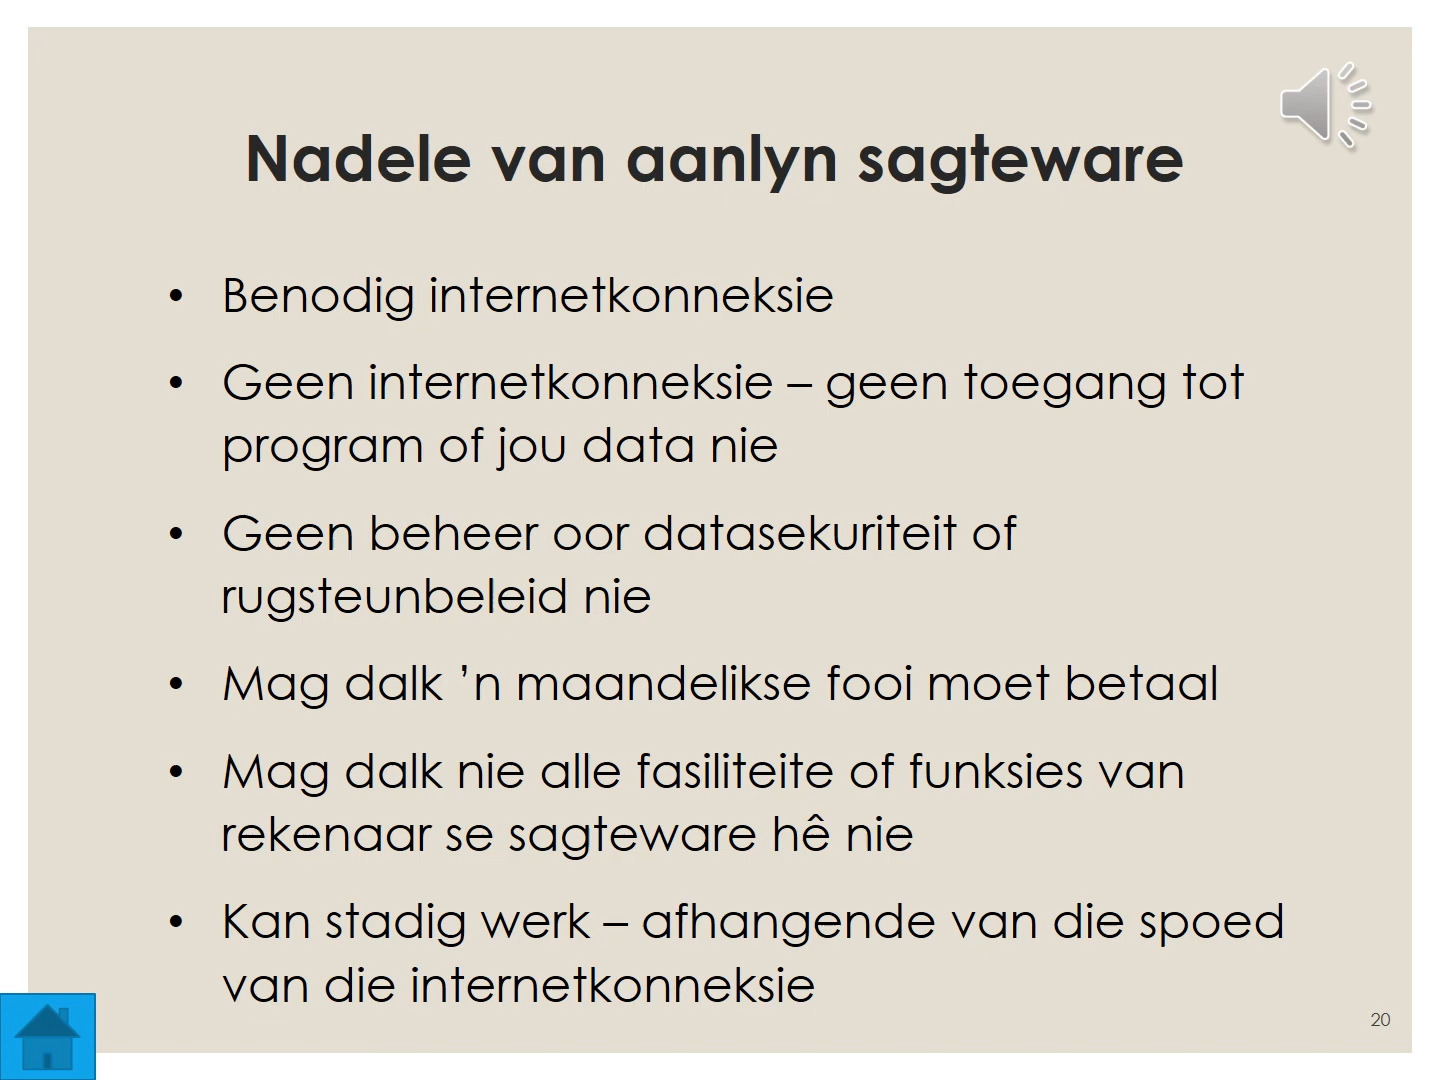 Nadele van aanlyn sagteware
• Benodig internetkonneksie
• Geen internetkonneksie – geen toegang tot
program of jou data nie
• Geen beheer oor datasekuriteit of
rugsteunbeleid nie
• Mag dalk ’n maandelikse fooi moet betaal
• Mag dalk nie alle fasiliteite of funksies van
rekenaar se sagteware hê nie
• Kan stadig werk – afhangende van die spoed
van die internetkonneksie
20